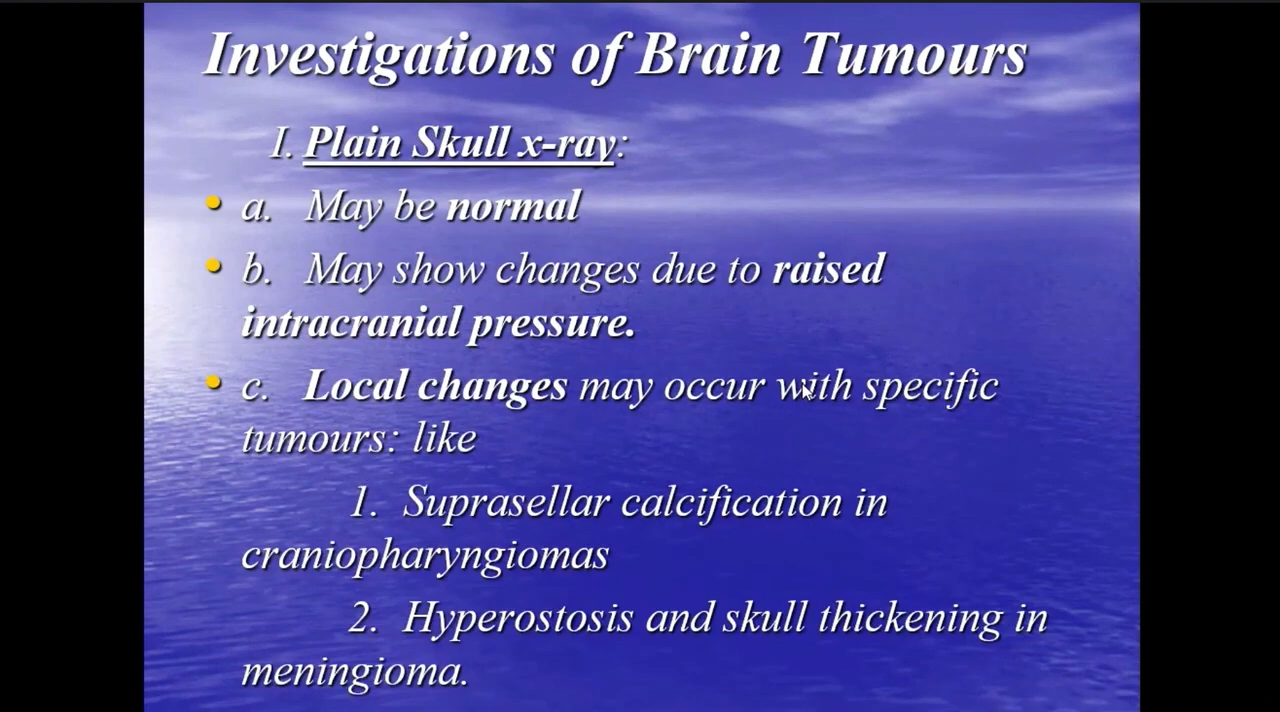 Investigations of Brain Tumours
I. Plain Skull x-ray:
• a. May be normal
• b. May show changes due to raised
intracranial pressure.
• c. Local changes may occur with specific
tumours: like
1. Suprasellar calcification in
craniopharyngiomas
2. Hyperostosis and skull thickening in
meningioma.